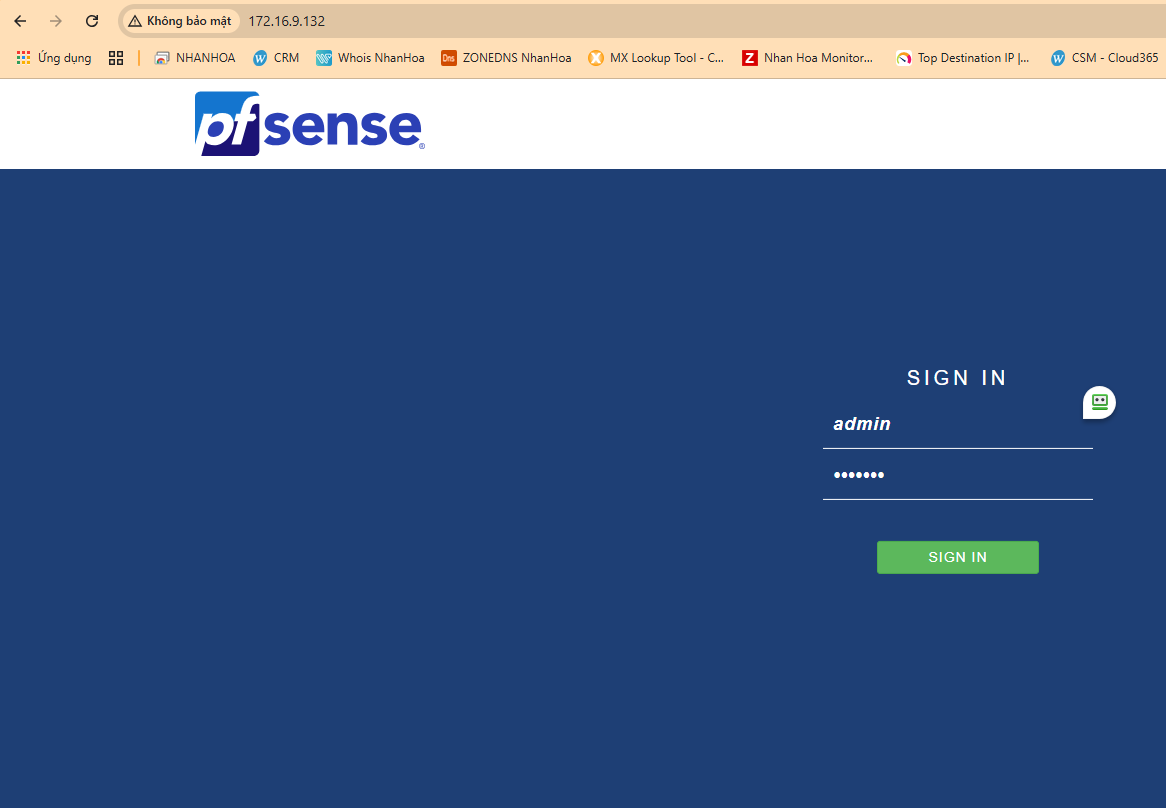 Không bảo mật 172.16.9.132
Ứng dụng NHANHOA CRM Whois NhanHoa Dns ZONEDNS NhanHoa MX Lookup Tool - C... Z Nhan Hoa Monitor... Top Destination IP |... CSM - Cloud365
pfsense®
SIGN IN
admin
•••••••
SIGN IN